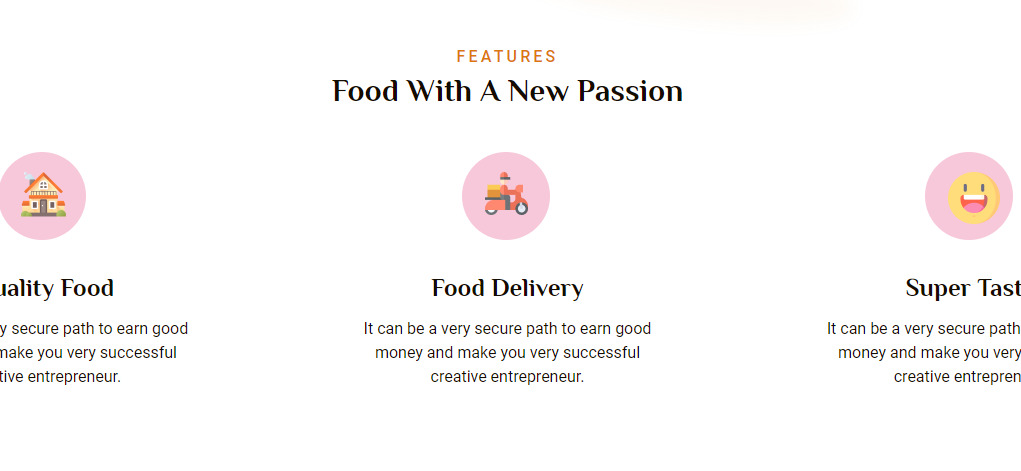 FEATURES
Food With A New Passion
uality Food
y secure path to earn good
make you very successful
tive entrepreneur.
Food Delivery
It can be a very secure path to earn good
money and make you very successful
creative entrepreneur.
Super Tast
It can be a very secure path
money and make you very
creative entrepren